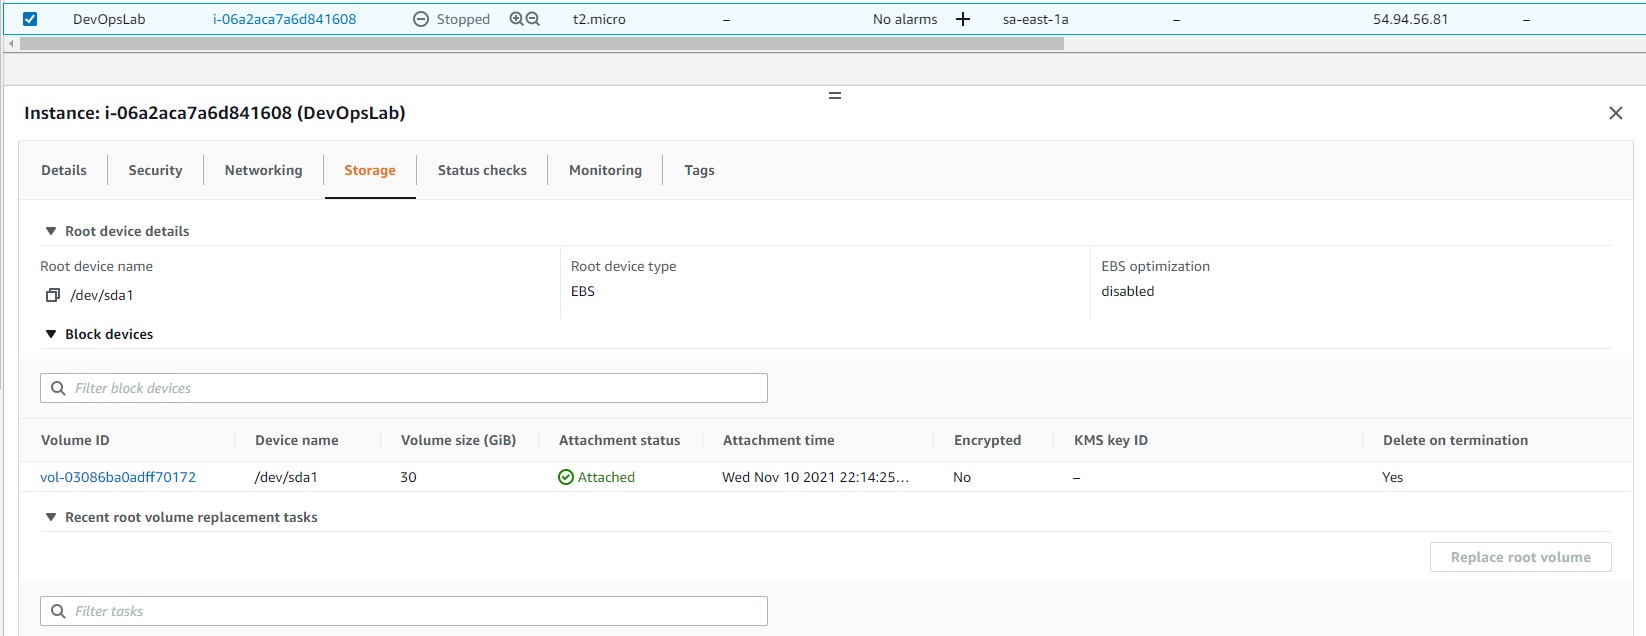 DevOpsLab i-06a2aca7a6d841608 Stopped t2.micro – No alarms + sa-east-1a – 54.94.56.81 –
Instance: i-06a2aca7a6d841608 (DevOpsLab)
Details Security Networking Storage Status checks Monitoring Tags
Root device details
Root device name Root device type EBS optimization
/dev/sda1 EBS disabled
Block devices
Filter block devices
Volume ID Device name Volume size (GiB) Attachment status Attachment time Encrypted KMS key ID Delete on termination
vol-03086ba0adff70172 /dev/sda1 30 Attached Wed Nov 10 2021 22:14:25... No – Yes
Recent root volume replacement tasks
Replace root volume
Filter tasks